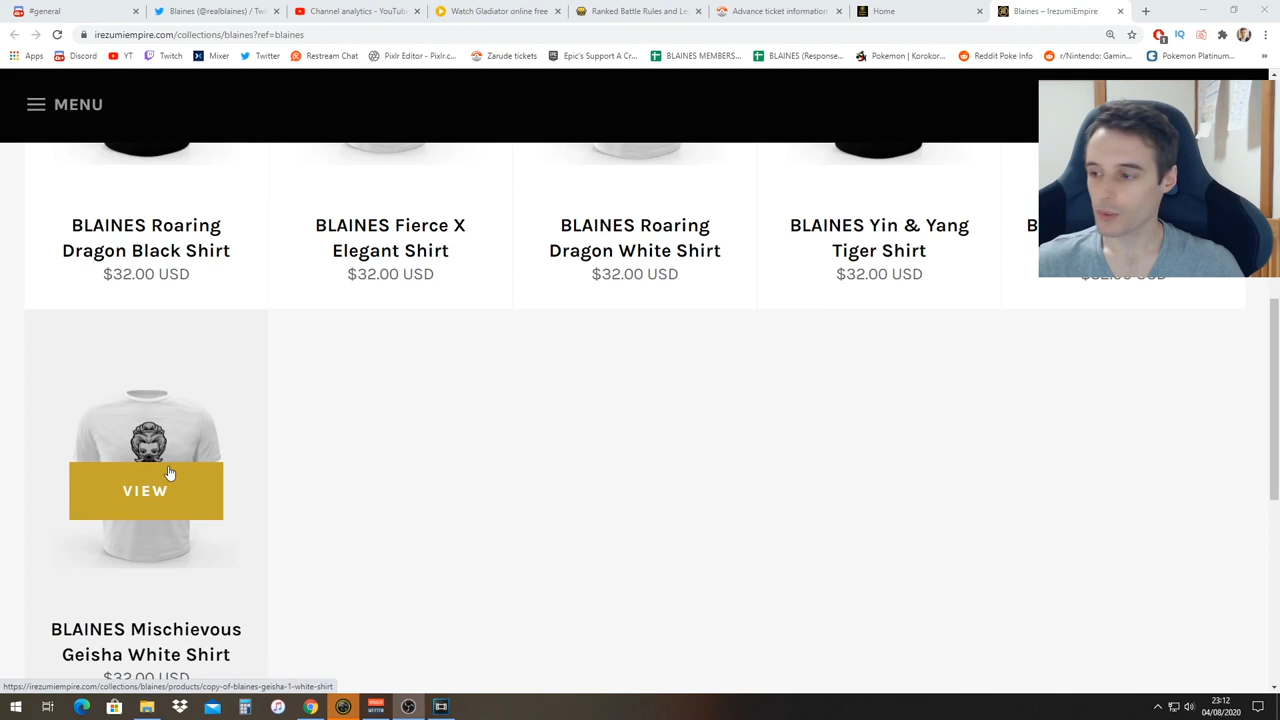 #general
Blaines (@realblaines) / Tw
Channel analytics - YouTube
Watch Gladiator online free
Ranked Battle Rules and Le
Advance ticket information
Home
Blaines – IrezumiEmpire
irezumiempire.com/collections/blaines?ref=blaines
Apps
Discord
YT
Twitch
Mixer
Twitter
Restream Chat
Pixlr Editor - Pixlr.c...
Zarude tickets
Epic's Support A Cr...
BLAINES MEMBERS...
BLAINES (Response...
Pokemon | Korokor...
Reddit Poke Info
r/Nintendo: Gamin...
Pokemon Platinum...
MENU
BLAINES Roaring
Dragon Black Shirt
$32.00 USD
BLAINES Fierce X
Elegant Shirt
$32.00 USD
BLAINES Roaring
Dragon White Shirt
$32.00 USD
BLAINES Yin & Yang
Tiger Shirt
$32.00 USD
B
VIEW
BLAINES Mischievous
Geisha White Shirt
$32.00 USD
https://irezumiempire.com/collections/blaines/products/copy-of-blaines-geisha-1-white-shirt
23:12
04/08/2020